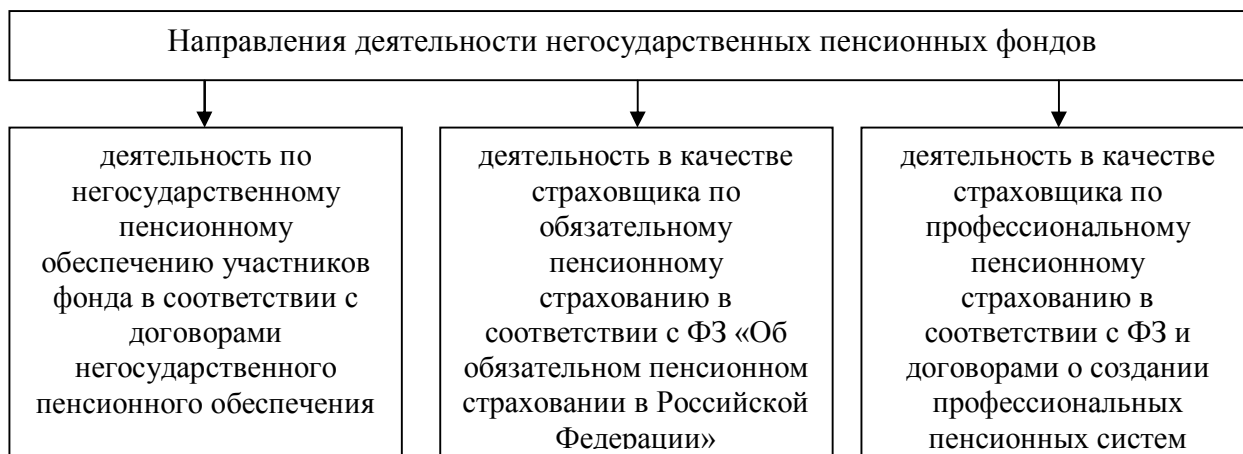 Направления деятельности негосударственных пенсионных фондов
деятельность по
негосударственному
пенсионному
обеспечению участников
фонда в соответствии с
договорами
негосударственного
пенсионного обеспечения
деятельность в качестве
страховщика по
обязательному
пенсионному
страхованию в
соответствии с ФЗ «Об
обязательном пенсионном
страховании в Российской
Федерации»
деятельность в качестве
страховщика по
профессиональному
пенсионному
страхованию в
соответствии с ФЗ и
договорами о создании
профессиональных
пенсионных систем